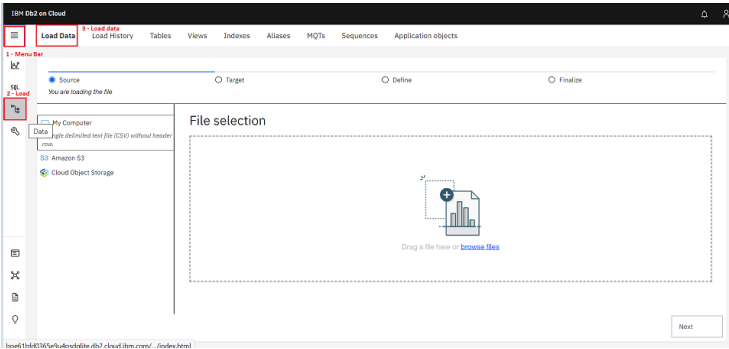 IBM Db2 on Cloud
3 - Load data
Load Data Load History Tables Views Indexes Aliases MQTs Sequences Application objects
1 - Menu Bar
Source Target Define Finalize
SQL
You are loading the file
2 - Load
My Computer
File selection
Data
single delimited text file (CSV) without header
row.
S3 Amazon S3
Cloud Object Storage
Drag a file here or browse files
Next